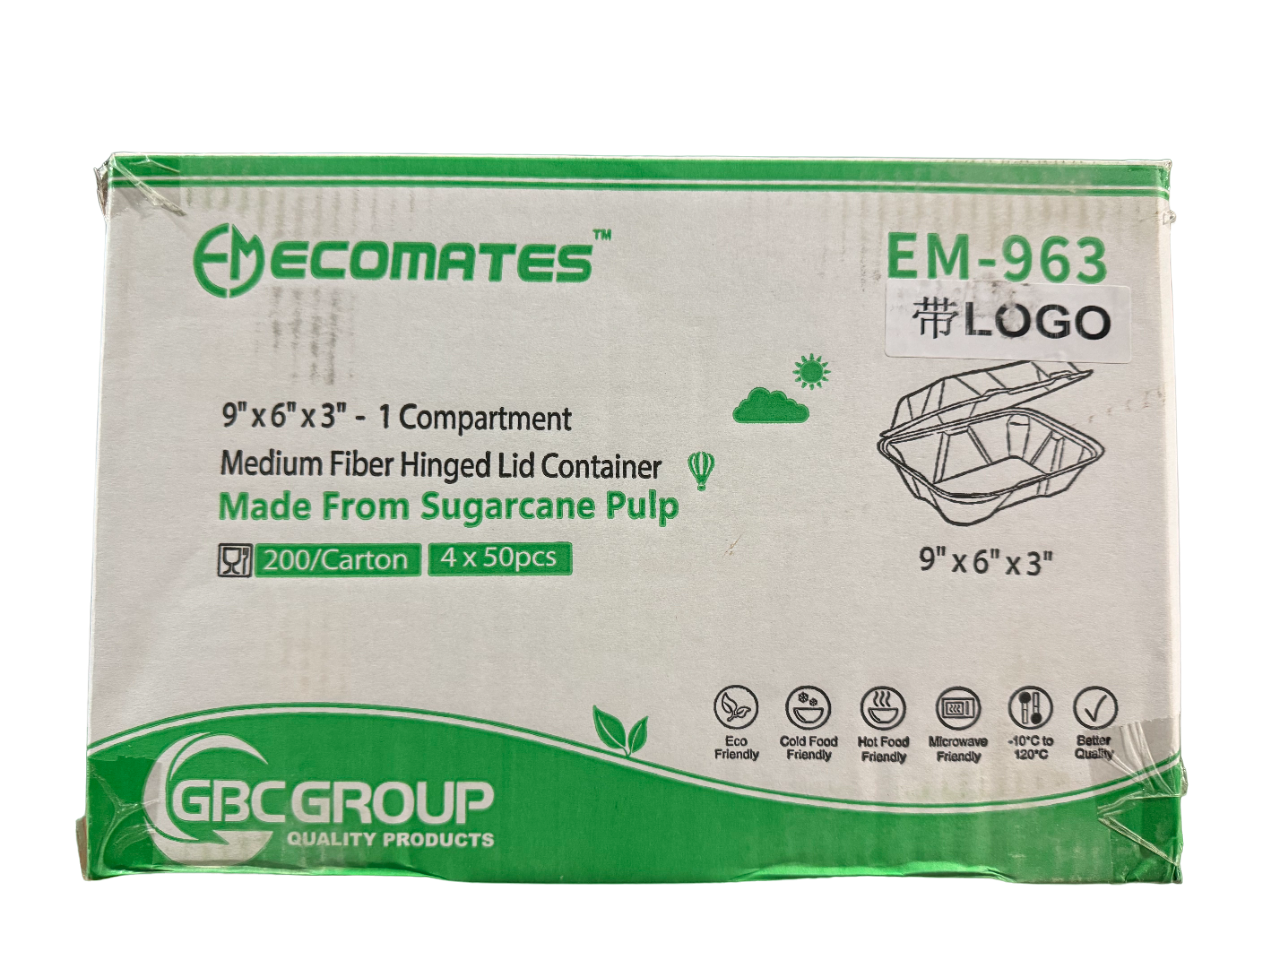 EM ECOMATES™
EM-963
带LOGO
9" x 6" x 3" - 1 Compartment
Medium Fiber Hinged Lid Container
Made From Sugarcane Pulp
200/Carton 4 x 50pcs
9" x 6" x 3"
Eco Friendly
Cold Food Friendly
Hot Food Friendly
Microwave Friendly
-10°C to 120°C
Better Quality
GBC GROUP
QUALITY PRODUCTS